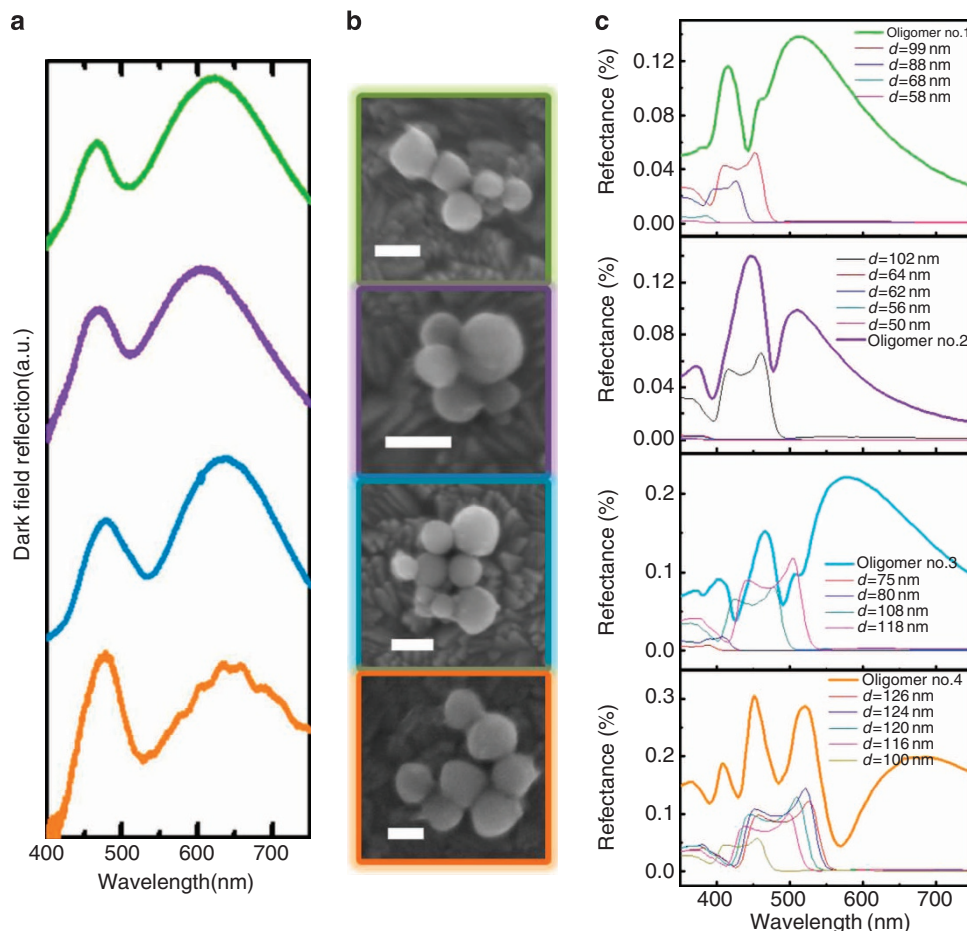 a
b
c
Dark field reflection(a.u.)
400
500
600
700
Wavelength(nm)
Refectance (%)
0.12
0.08
0.04
0.00
Oligomer no.1
d=99 nm
d=88 nm
d=68 nm
d=58 nm
Refectance (%)
0.12
0.08
0.04
0.00
d=102 nm
d=64 nm
d=62 nm
d=56 nm
d=50 nm
Oligomer no.2
Refectance (%)
0.2
0.1
0.0
Oligomer no.3
d=75 nm
d=80 nm
d=108 nm
d=118 nm
Refectance (%)
0.3
0.2
0.1
0.0
Oligomer no.4
d=126 nm
d=124 nm
d=120 nm
d=116 nm
d=100 nm
400
500
600
700
Wavelength (nm)